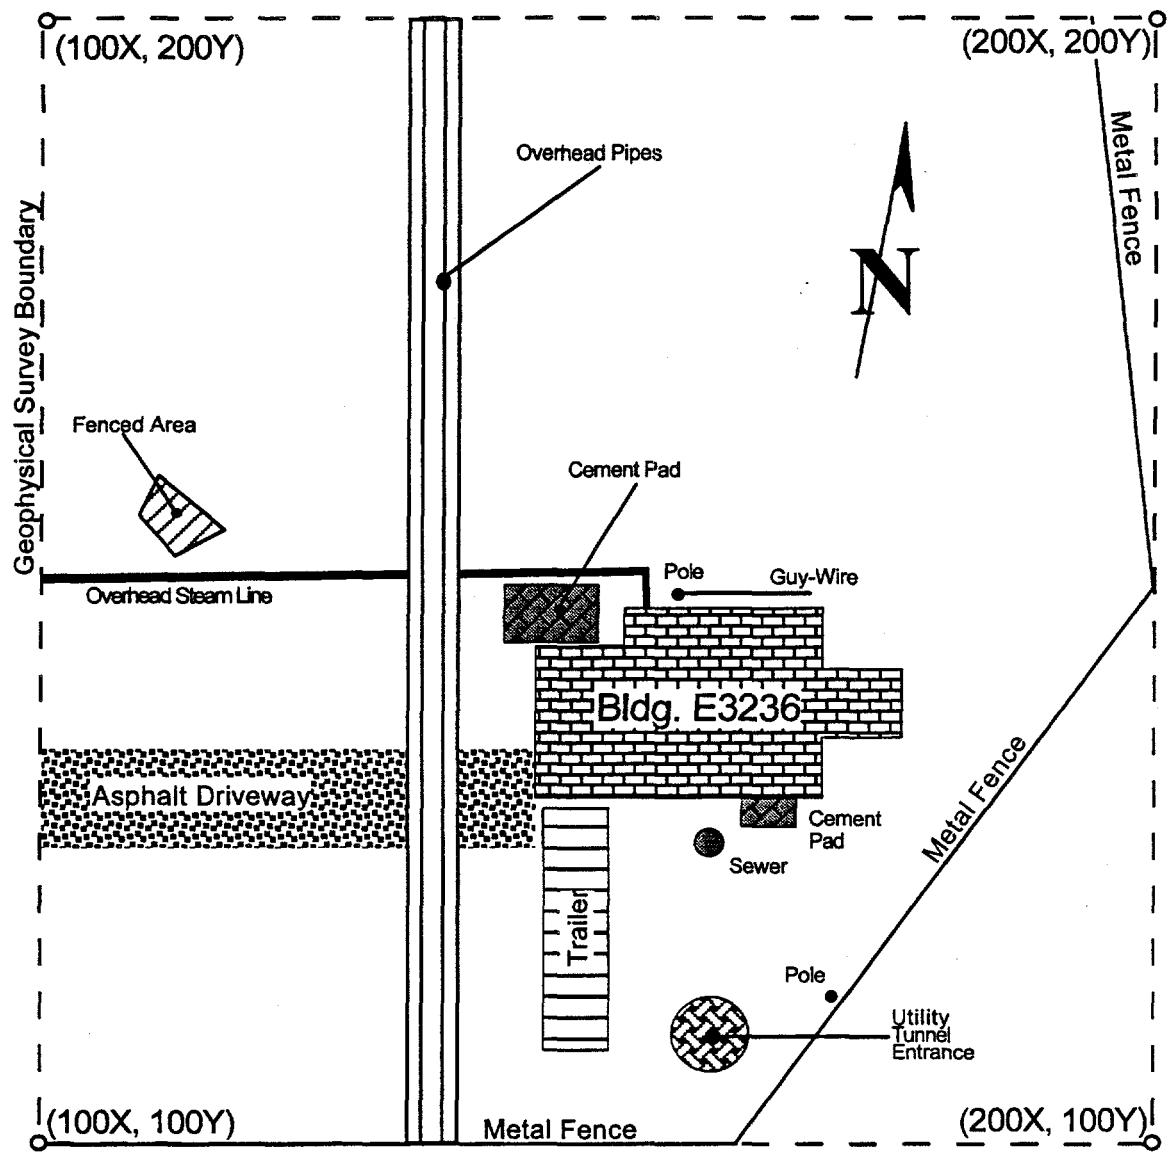 (100X, 200Y)
(200X, 200Y)
Metal Fence
Overhead Pipes
N
Geophysical Survey Boundary
Fenced Area
Cement Pad
Pole
Guy-Wire
Overhead Steam Line
Bldg. E3236
Asphalt Driveway
Metal Fence
Cement
Pad
Sewer
Trailer
Pole
Utility
Tunnel
Entrance
(100X, 100Y)
Metal Fence
(200X, 100Y)